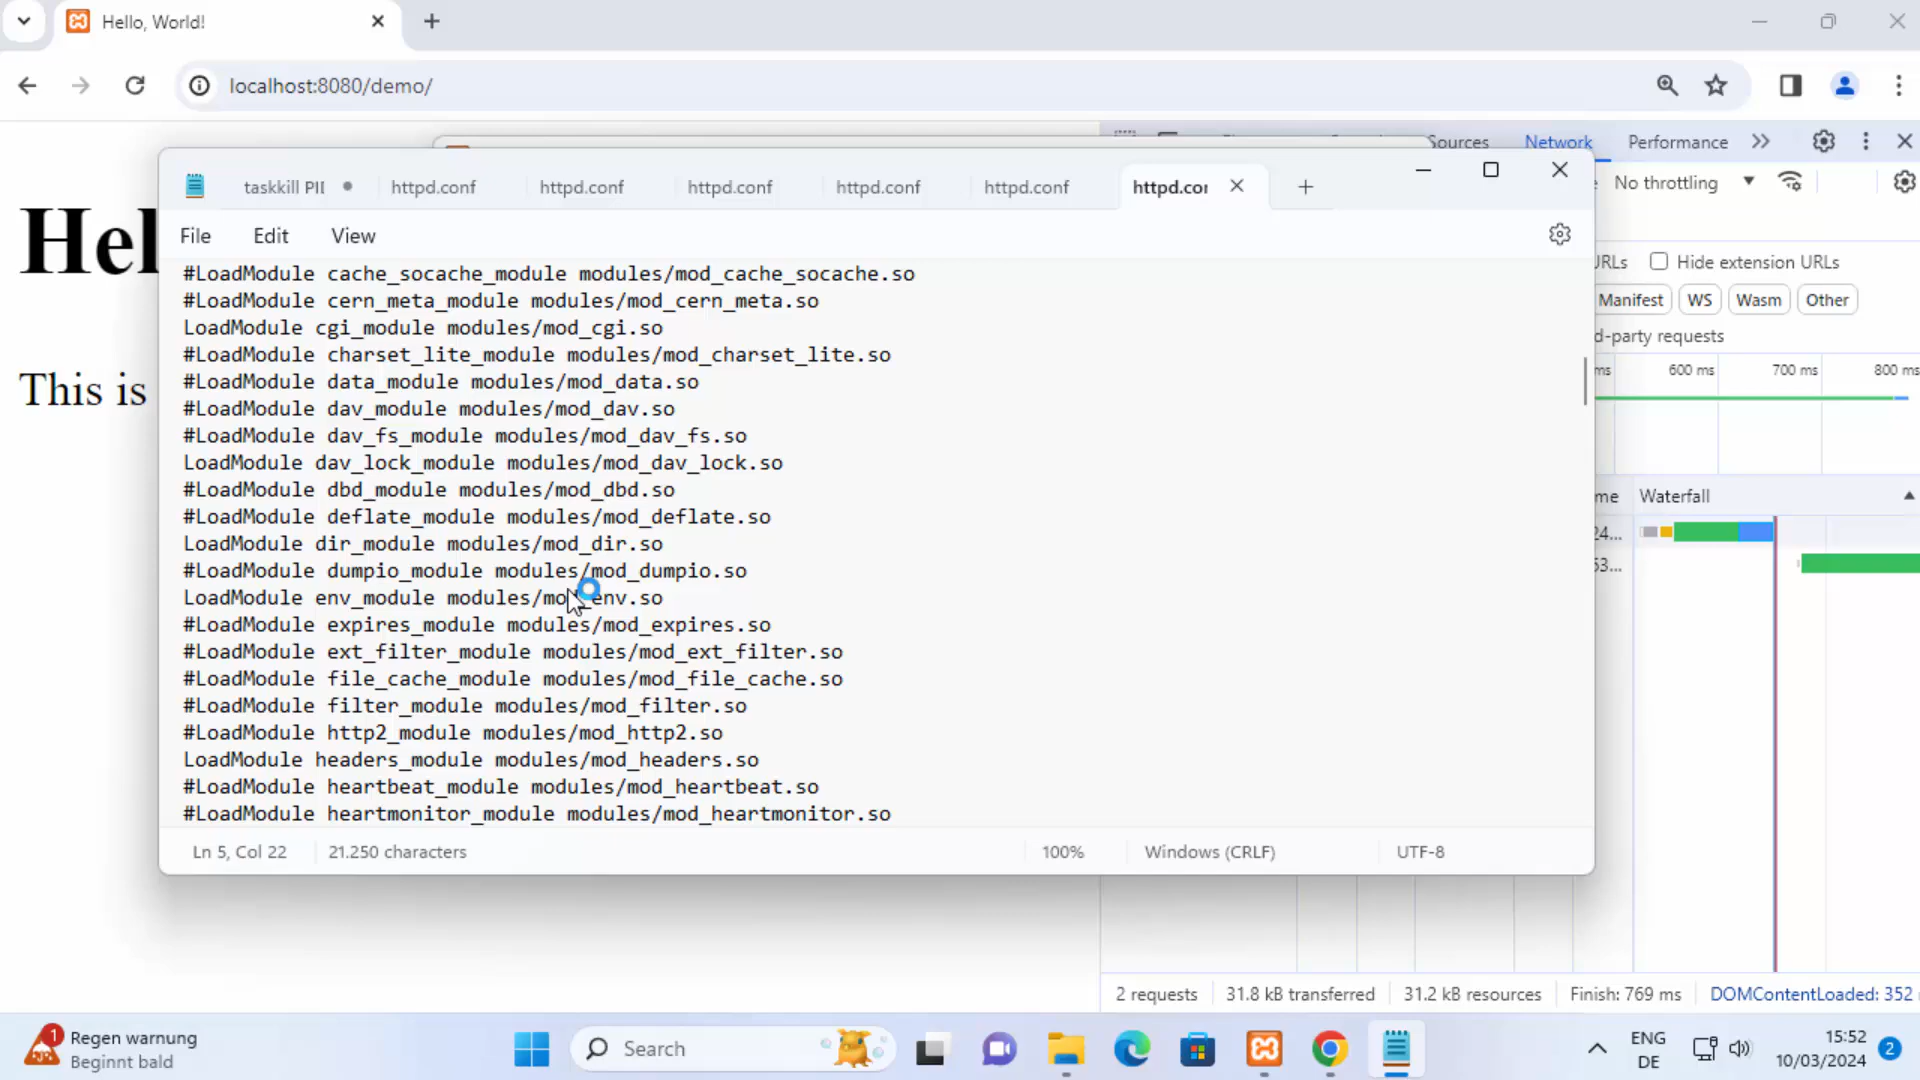 Hello, World!
localhost:8080/demo/
Sources Network Performance
No throttling
taskkill PII httpd.conf httpd.conf httpd.conf httpd.conf httpd.conf httpd.con
File Edit View
Hel
This is
#LoadModule cache_socache_module modules/mod_cache_socache.so
#LoadModule cern_meta_module modules/mod_cern_meta.so
LoadModule cgi_module modules/mod_cgi.so
#LoadModule charset_lite_module modules/mod_charset_lite.so
#LoadModule data_module modules/mod_data.so
#LoadModule dav_module modules/mod_dav.so
#LoadModule dav_fs_module modules/mod_dav_fs.so
LoadModule dav_lock_module modules/mod_dav_lock.so
#LoadModule dbd_module modules/mod_dbd.so
#LoadModule deflate_module modules/mod_deflate.so
LoadModule dir_module modules/mod_dir.so
#LoadModule dumpio_module modules/mod_dumpio.so
LoadModule env_module modules/mod_env.so
#LoadModule expires_module modules/mod_expires.so
#LoadModule ext_filter_module modules/mod_ext_filter.so
#LoadModule file_cache_module modules/mod_file_cache.so
#LoadModule filter_module modules/mod_filter.so
#LoadModule http2_module modules/mod_http2.so
LoadModule headers_module modules/mod_headers.so
#LoadModule heartbeat_module modules/mod_heartbeat.so
#LoadModule heartmonitor_module modules/mod_heartmonitor.so
Ln 5, Col 22 21.250 characters 100% Windows (CRLF) UTF-8
URLs Hide extension URLs
Manifest WS Wasm Other
d-party requests
ms 600 ms 700 ms 800 ms
me Waterfall
24...
53...
2 requests 31.8 kB transferred 31.2 kB resources Finish: 769 ms DOMContentLoaded: 352
1 Regen warnung
Beginnt bald
Search
ENG
DE
15:52
10/03/2024
2